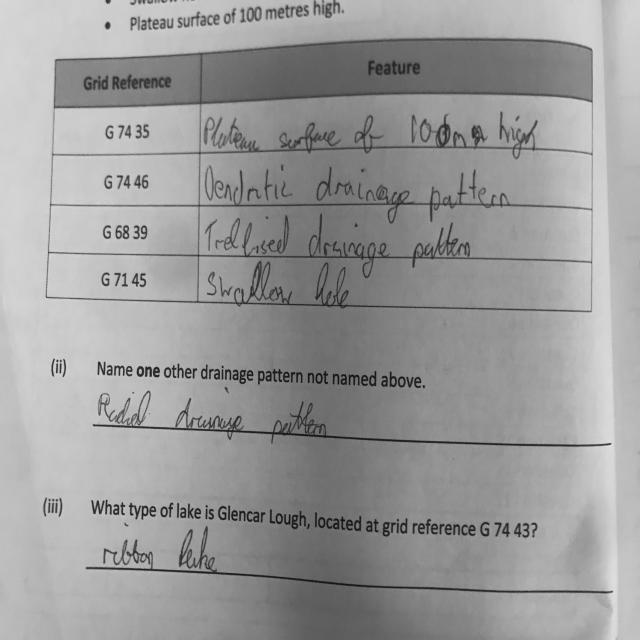 Swallow
• Plateau surface of 100 metres high.
Grid Reference Feature
G 74 35 Plateau surface of 100m high
G 74 46 Dendritic drainage pattern
G 68 39 Trellised drainage pattern
G 71 45 Swallow hole
(ii) Name one other drainage pattern not named above.
Radial drainage pattern
(iii) What type of lake is Glencar Lough, located at grid reference G 74 43?
ribbon lake